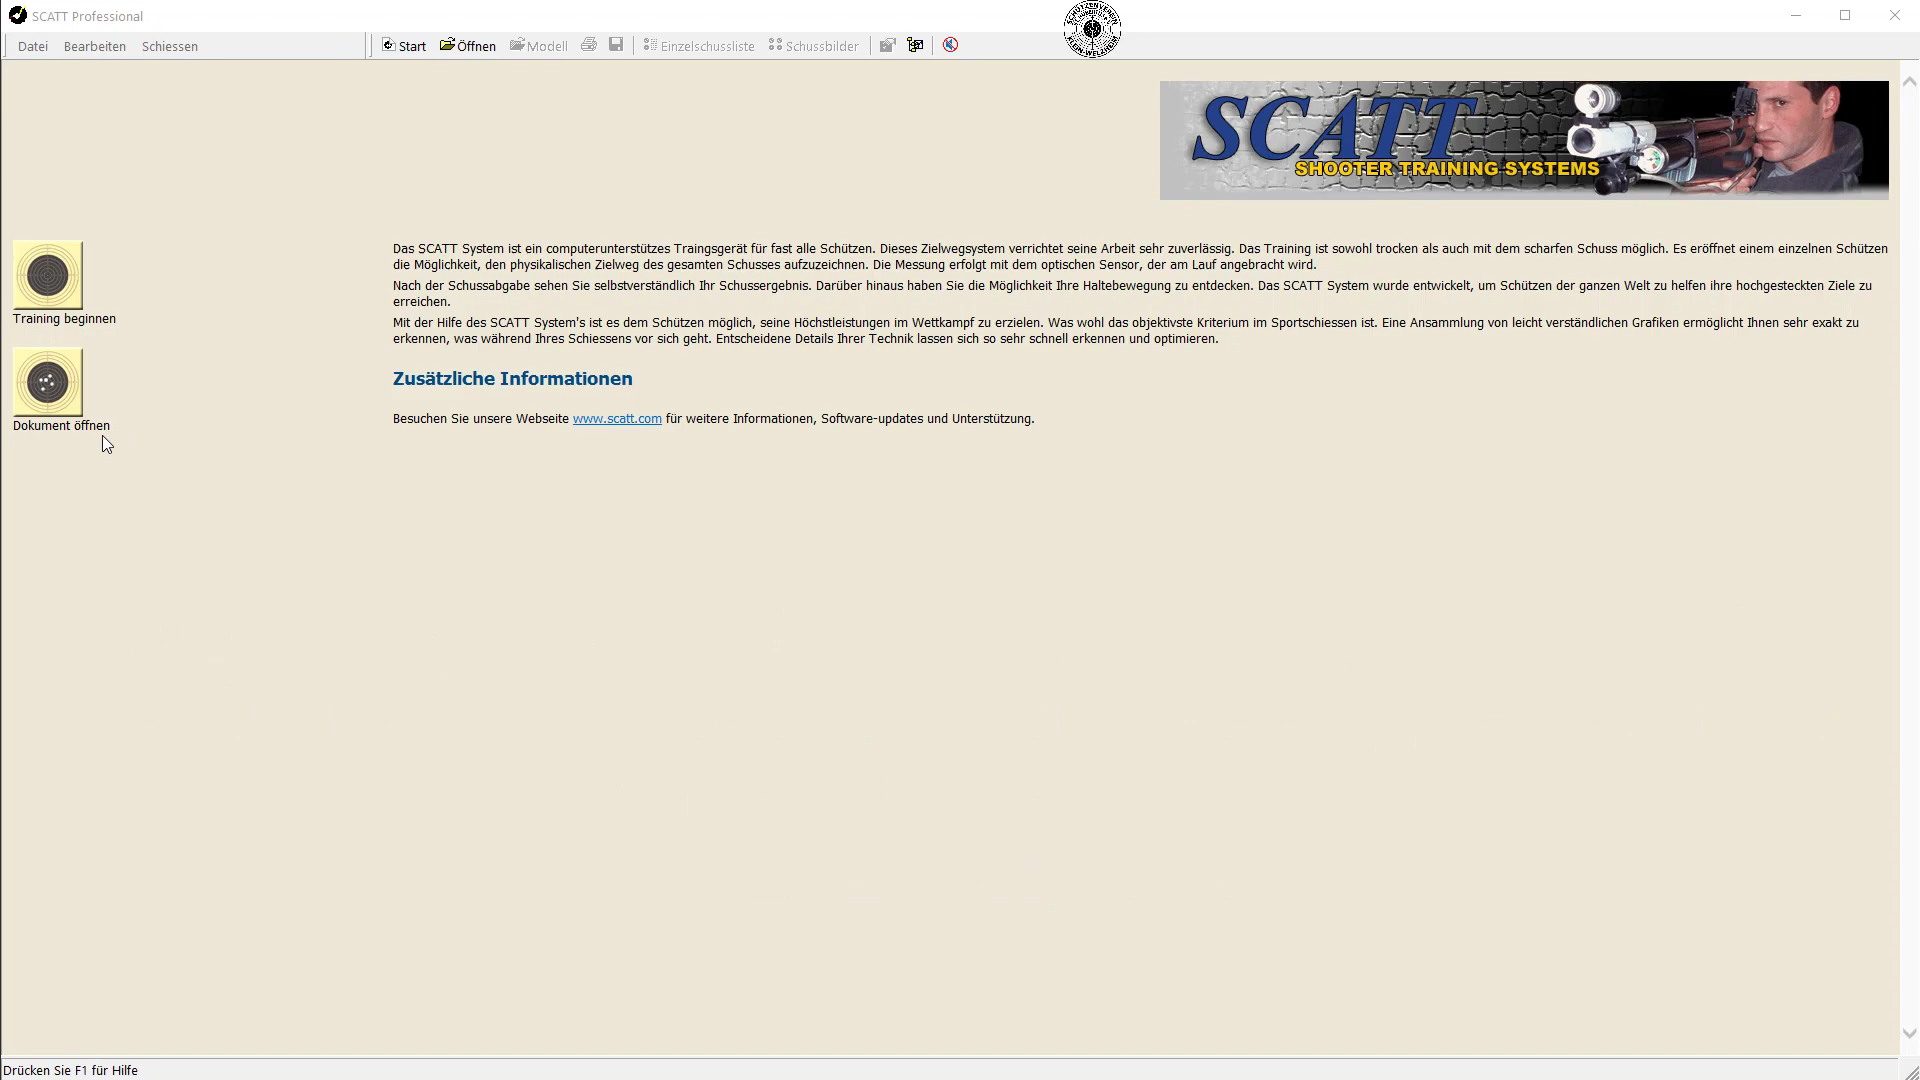 SCATT Professional
Datei Bearbeiten Schiessen Start Öffnen Modell Einzelschussliste Schussbilder
SCHÜTZENVEREIN
KLEIN-WELZHEIM
SCATT
SHOOTER TRAINING SYSTEMS
Training beginnen
Dokument öffnen
Das SCATT System ist ein computerunterstützes Traingsgerät für fast alle Schützen. Dieses Zielwegsystem verrichtet seine Arbeit sehr zuverlässig. Das Training ist sowohl trocken als auch mit dem scharfen Schuss möglich. Es eröffnet einem einzelnen Schützen
die Möglichkeit, den physikalischen Zielweg des gesamten Schusses aufzuzeichnen. Die Messung erfolgt mit dem optischen Sensor, der am Lauf angebracht wird.
Nach der Schussabgabe sehen Sie selbstverständlich Ihr Schussergebnis. Darüber hinaus haben Sie die Möglichkeit Ihre Haltebewegung zu entdecken. Das SCATT System wurde entwickelt, um Schützen der ganzen Welt zu helfen ihre hochgesteckten Ziele zu
erreichen.
Mit der Hilfe des SCATT System's ist es dem Schützen möglich, seine Höchstleistungen im Wettkampf zu erzielen. Was wohl das objektivste Kriterium im Sportschiessen ist. Eine Ansammlung von leicht verständlichen Grafiken ermöglicht Ihnen sehr exakt zu
erkennen, was während Ihres Schiessens vor sich geht. Entscheidene Details Ihrer Technik lassen sich so sehr schnell erkennen und optimieren.
Zusätzliche Informationen
Besuchen Sie unsere Webseite www.scatt.com für weitere Informationen, Software-updates und Unterstützung.
Drücken Sie F1 für Hilfe